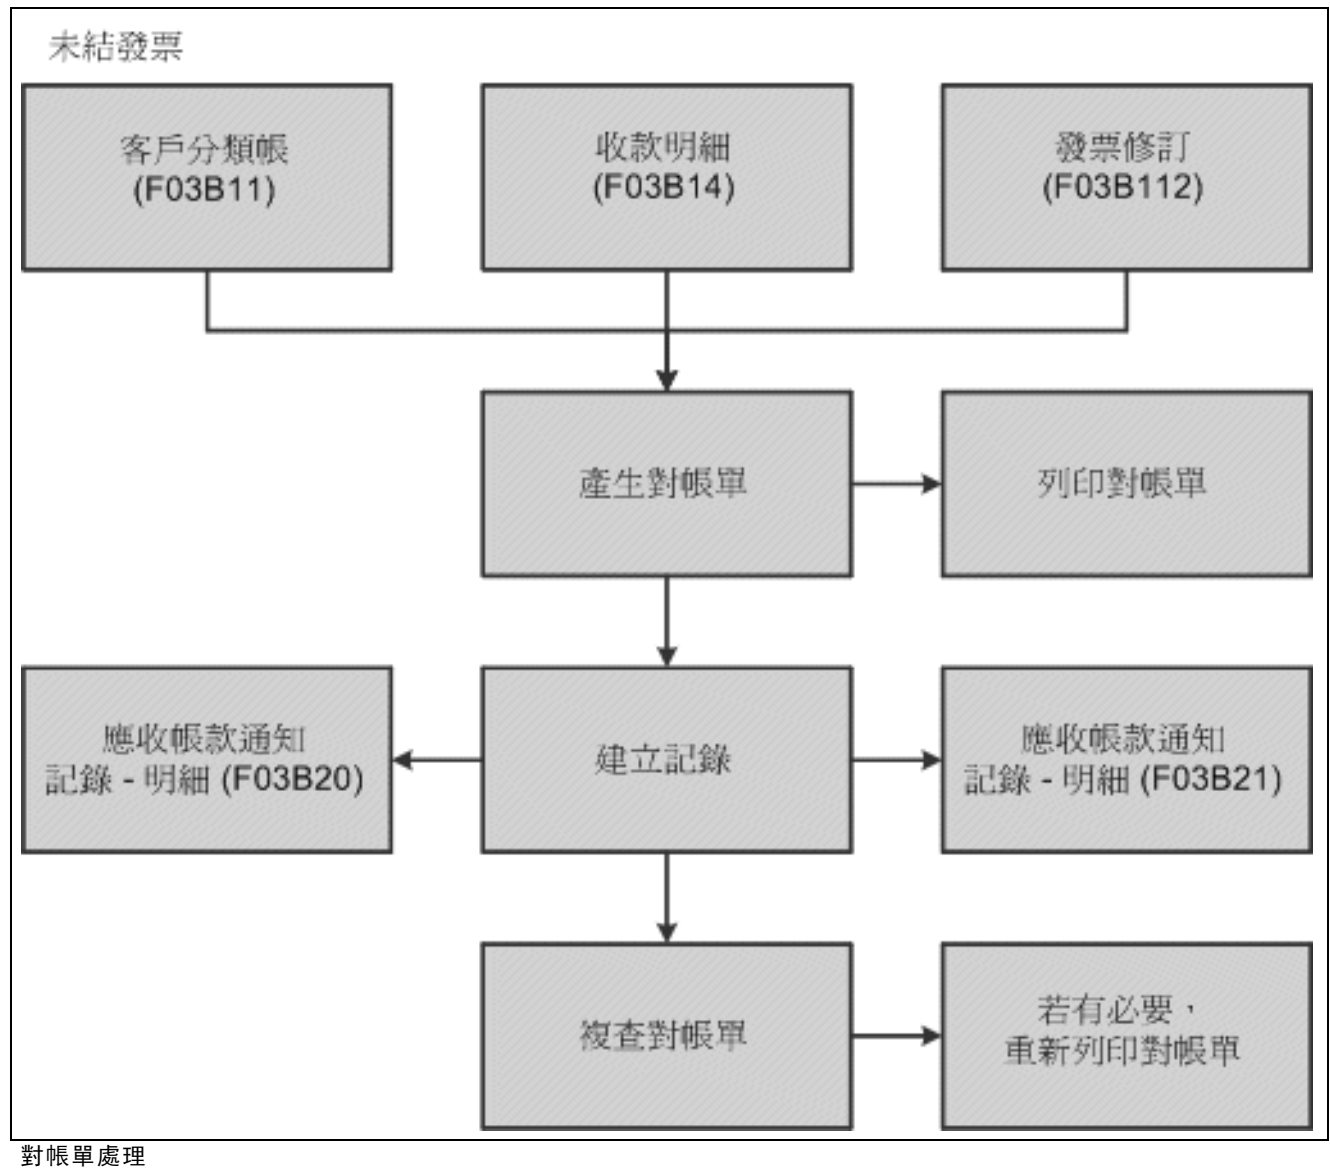 未結發票
客戶分類帳
(F03B11)
收款明細
(F03B14)
發票修訂
(F03B112)
產生對帳單
列印對帳單
應收帳款通知
記錄 - 明細 (F03B20)
建立記錄
應收帳款通知
記錄 - 明細 (F03B21)
複查對帳單
若有必要，
重新列印對帳單
對帳單處理